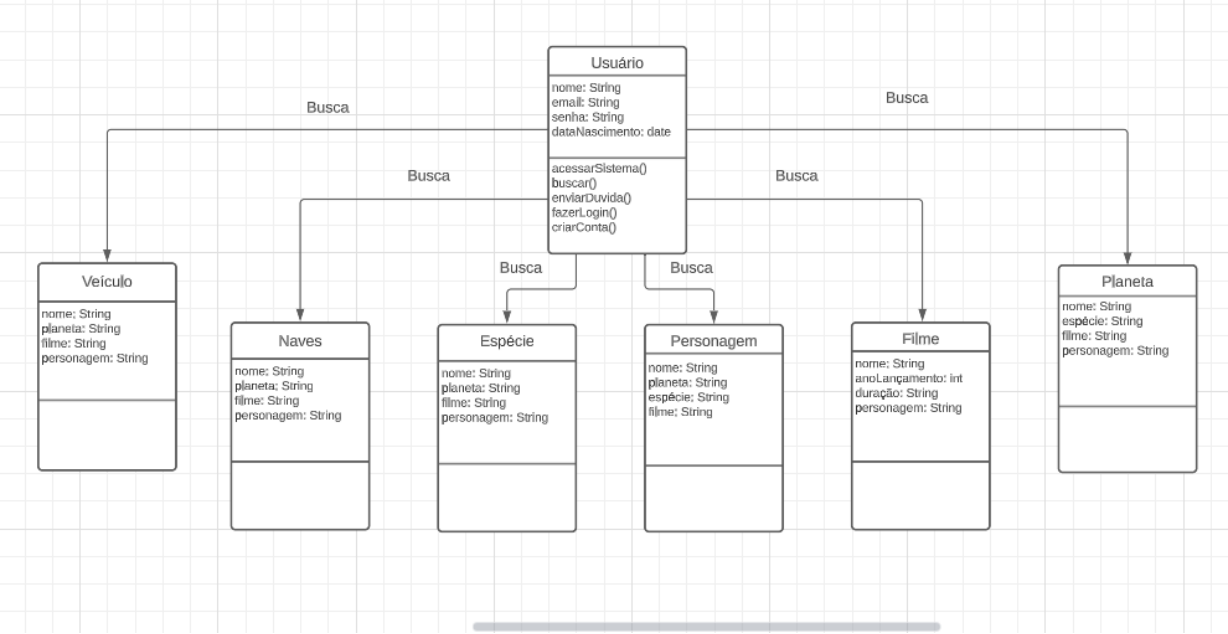 Usuário
nome: String
email: String
senha: String
dataNascimento: date
acessarSistema()
buscar()
enviarDuvida()
fazerLogin()
criarConta()
Busca
Busca
Busca
Busca
Busca
Busca
Veículo
nome; String
planeta: String
filme: String
personagem: String
Naves
nome; String
planeta; String
filme: String
personagem: String
Espécie
nome: String
planeta: String
filme: String
personagem: String
Personagem
nome: String
planeta: String
espécie; String
filme; String
Filme
nome; String
anoLançamento: int
duração: String
personagem: String
Planeta
nome: String
espécie: String
filme: String
personagem: String